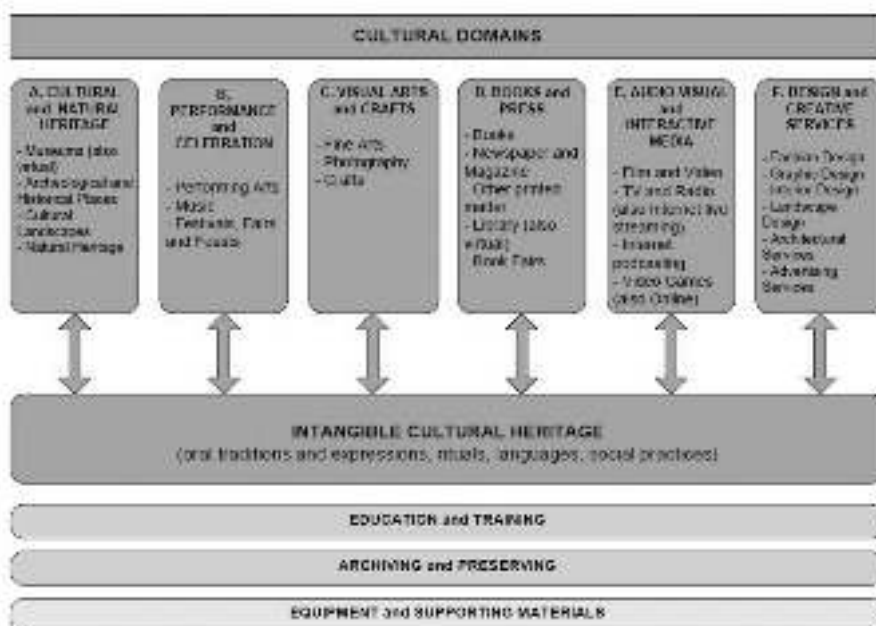 CULTURAL DOMAINS
A. CULTURAL
and NATURAL
HERITAGE
- Museums (also
virtual)
- Archeological and
Historical Places
- Cultural
Landscapes
- Natural Heritage
B.
PERFORMANCE
and
CELEBRATION
- Performing Arts
- Music
- Festivals, Fairs
and Feasts
C. VISUAL ARTS
and CRAFTS
- Fine Arts
- Photography
- Crafts
D. BOOKS and
PRESS
- Books
- Newspaper and
Magazine
- Other printed
matter
- Library (also
virtual)
- Book Fairs
E. AUDIO VISUAL
and
INTERACTIVE
MEDIA
- Film and Video
- TV and Radio
(also Internet live
streaming)
- Internet
podcasting
- Video Games
(also Online)
F. DESIGN and
CREATIVE
SERVICES
- Fashion Design
- Graphic Design
- Interior Design
- Landscape
Design
- Architectural
Services
- Advertising
Services
INTANGIBLE CULTURAL HERITAGE
(oral traditions and expressions, rituals, languages, social practices)
EDUCATION and TRAINING
ARCHIVING and PRESERVING
EQUIPMENT and SUPPORTING MATERIALS